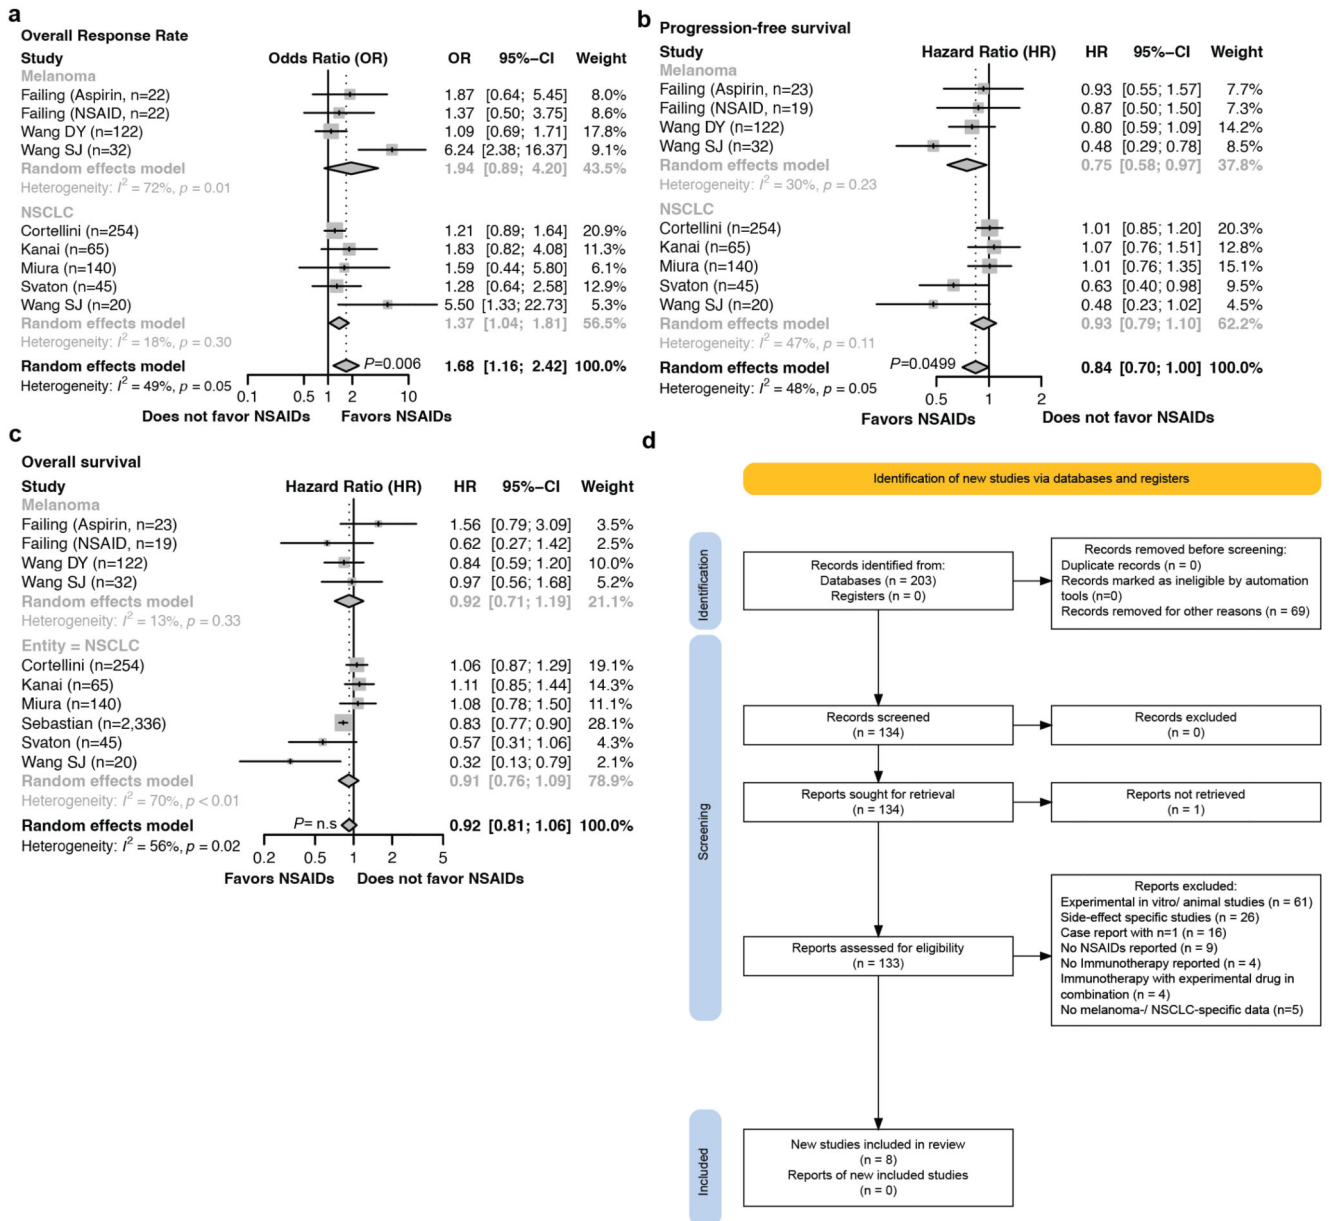 a
Overall Response Rate
Study Odds Ratio (OR) OR 95%−CI Weight
Melanoma
Failing (Aspirin, n=22) 1.87 [0.64; 5.45] 8.0%
Failing (NSAID, n=22) 1.37 [0.50; 3.75] 8.6%
Wang DY (n=122) 1.09 [0.69; 1.71] 17.8%
Wang SJ (n=32) 6.24 [2.38; 16.37] 9.1%
Random effects model 1.94 [0.89; 4.20] 43.5%
Heterogeneity: I² = 72%, p = 0.01
NSCLC
Cortellini (n=254) 1.21 [0.89; 1.64] 20.9%
Kanai (n=65) 1.83 [0.82; 4.08] 11.3%
Miura (n=140) 1.59 [0.44; 5.80] 6.1%
Svaton (n=45) 1.28 [0.64; 2.58] 12.9%
Wang SJ (n=20) 5.50 [1.33; 22.73] 5.3%
Random effects model 1.37 [1.04; 1.81] 56.5%
Heterogeneity: I² = 18%, p = 0.30
Random effects model P=0.006 1.68 [1.16; 2.42] 100.0%
Heterogeneity: I² = 49%, p = 0.05
0.1 0.5 1 2 10
Does not favor NSAIDs Favors NSAIDs
b
Progression-free survival
Study Hazard Ratio (HR) HR 95%−CI Weight
Melanoma
Failing (Aspirin, n=23) 0.93 [0.55; 1.57] 7.7%
Failing (NSAID, n=19) 0.87 [0.50; 1.50] 7.3%
Wang DY (n=122) 0.80 [0.59; 1.09] 14.2%
Wang SJ (n=32) 0.48 [0.29; 0.78] 8.5%
Random effects model 0.75 [0.58; 0.97] 37.8%
Heterogeneity: I² = 30%, p = 0.23
NSCLC
Cortellini (n=254) 1.01 [0.85; 1.20] 20.3%
Kanai (n=65) 1.07 [0.76; 1.51] 12.8%
Miura (n=140) 1.01 [0.76; 1.35] 15.1%
Svaton (n=45) 0.63 [0.40; 0.98] 9.5%
Wang SJ (n=20) 0.48 [0.23; 1.02] 4.5%
Random effects model 0.93 [0.79; 1.10] 62.2%
Heterogeneity: I² = 47%, p = 0.11
Random effects model P=0.0499 0.84 [0.70; 1.00] 100.0%
Heterogeneity: I² = 48%, p = 0.05
0.5 1 2
Favors NSAIDs Does not favor NSAIDs
c
Overall survival
Study Hazard Ratio (HR) HR 95%−CI Weight
Melanoma
Failing (Aspirin, n=23) 1.56 [0.79; 3.09] 3.5%
Failing (NSAID, n=19) 0.62 [0.27; 1.42] 2.5%
Wang DY (n=122) 0.84 [0.59; 1.20] 10.0%
Wang SJ (n=32) 0.97 [0.56; 1.68] 5.2%
Random effects model 0.92 [0.71; 1.19] 21.1%
Heterogeneity: I² = 13%, p = 0.33
Entity = NSCLC
Cortellini (n=254) 1.06 [0.87; 1.29] 19.1%
Kanai (n=65) 1.11 [0.85; 1.44] 14.3%
Miura (n=140) 1.08 [0.78; 1.50] 11.1%
Sebastian (n=2,336) 0.83 [0.77; 0.90] 28.1%
Svaton (n=45) 0.57 [0.31; 1.06] 4.3%
Wang SJ (n=20) 0.32 [0.13; 0.79] 2.1%
Random effects model 0.91 [0.76; 1.09] 78.9%
Heterogeneity: I² = 70%, p < 0.01
Random effects model P= n.s 0.92 [0.81; 1.06] 100.0%
Heterogeneity: I² = 56%, p = 0.02
0.2 0.5 1 2 5
Favors NSAIDs Does not favor NSAIDs
d
Identification of new studies via databases and registers
Identification
Records identified from:
Databases (n = 203)
Registers (n = 0)
Records removed before screening:
Duplicate records (n = 0)
Records marked as ineligible by automation
tools (n=0)
Records removed for other reasons (n = 69)
Screening
Records screened
(n = 134)
Records excluded
(n = 0)
Reports sought for retrieval
(n = 134)
Reports not retrieved
(n = 1)
Reports assessed for eligibility
(n = 133)
Reports excluded:
Experimental in vitro/ animal studies (n = 61)
Side-effect specific studies (n = 26)
Case report with n=1 (n = 16)
No NSAIDs reported (n = 9)
No Immunotherapy reported (n = 4)
Immunotherapy with experimental drug in
combination (n = 4)
No melanoma-/ NSCLC-specific data (n=5)
Included
New studies included in review
(n = 8)
Reports of new included studies
(n = 0)